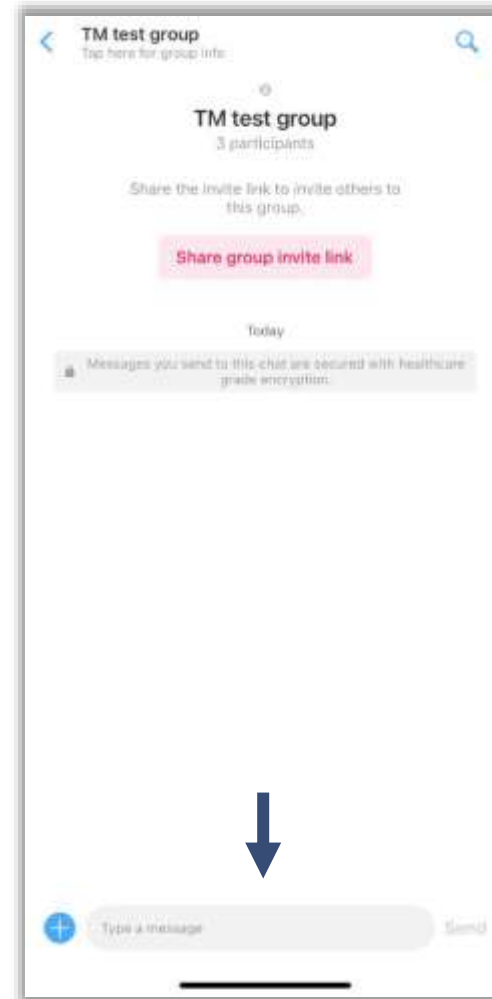 TM test group
Tap here for group info
TM test group
3 participants
Share the invite link to invite others to
this group.
Share group invite link
Today
Messages you send to this chat are secured with healthcare
grade encryption.
Type a message
Send